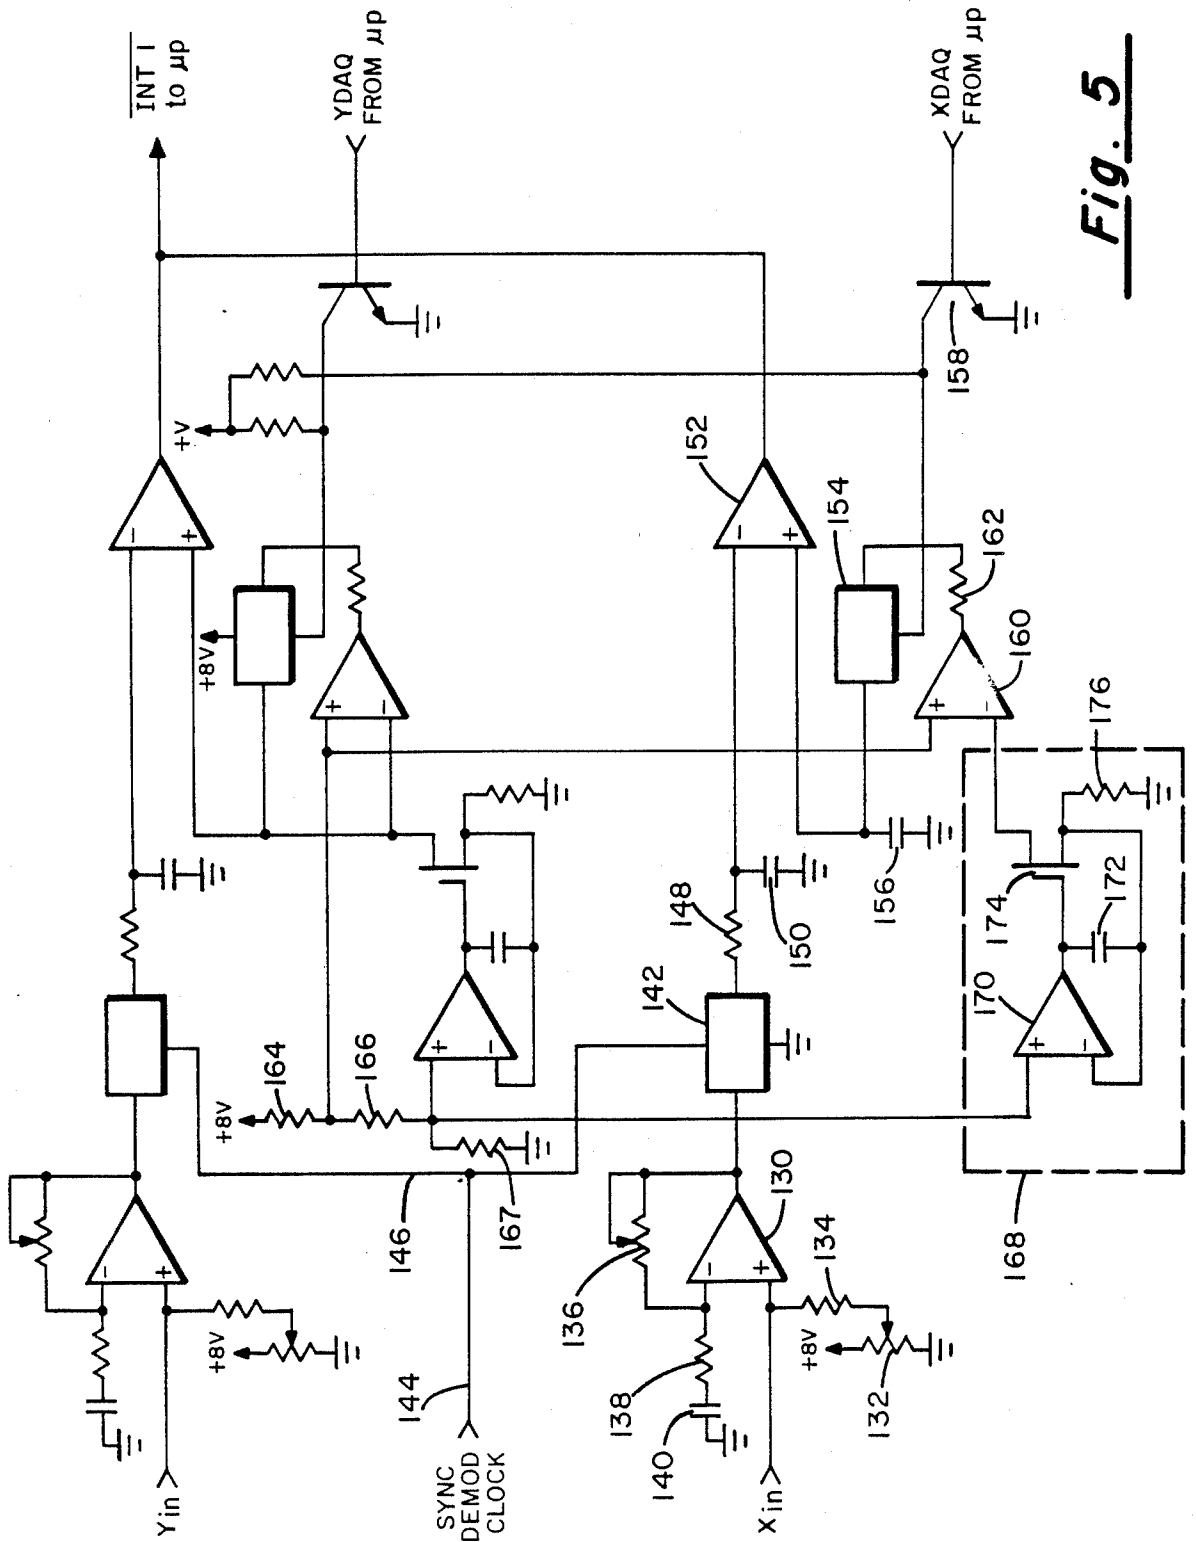 INT 1
to μp
YDAQ
FROM μp
XDAQ
FROM μp
+V
152
154
158
+8V
162
160
176
148
150
156
174
172
142
170
164
166
+8V
146
167
130
134
168
136
+8V
138
132
140
+8V
144
Yin
SYNC
DEMOD
CLOCK
Xin
+
-
+
-
+
-
+
-
+
-
+
-
+
-
+
-
Fig. 5